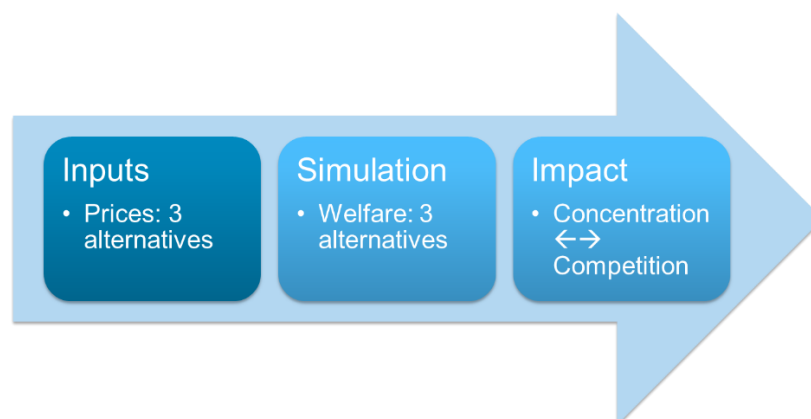 Inputs
• Prices: 3
alternatives
Simulation
• Welfare: 3
alternatives
Impact
• Concentration
←→
Competition